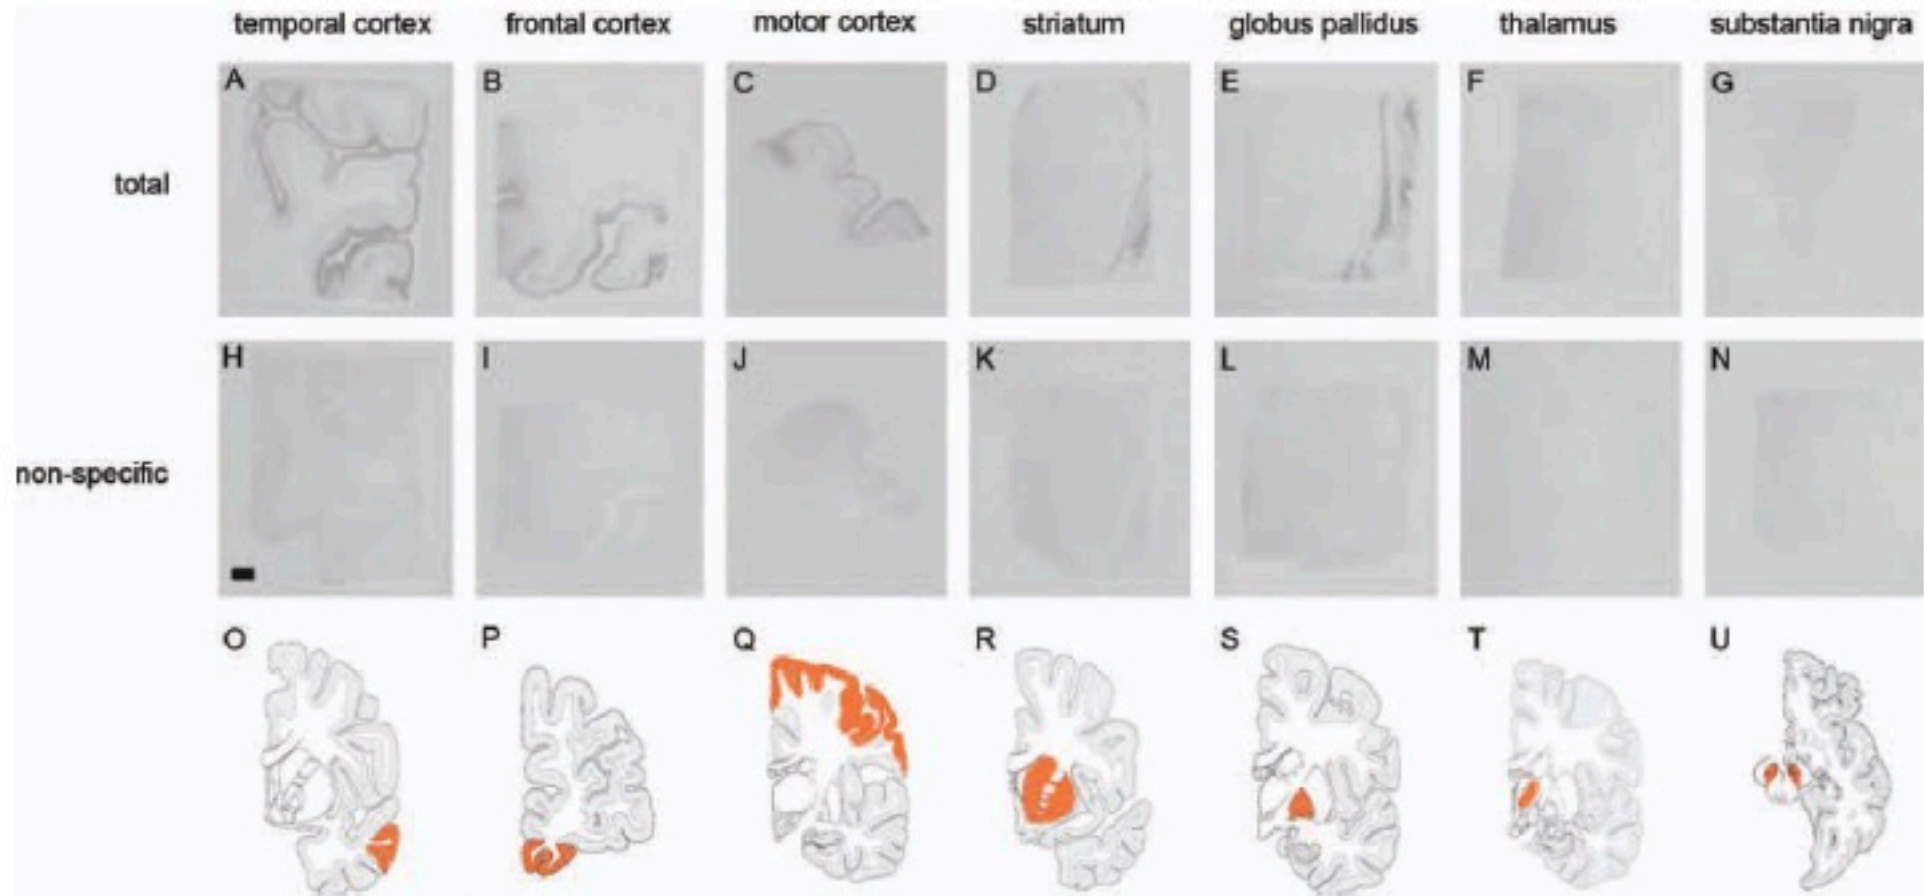 temporal cortex frontal cortex motor cortex striatum globus pallidus thalamus substantia nigra
A B C D E F G
total
H I J K L M N
non-specific
O P Q R S T U